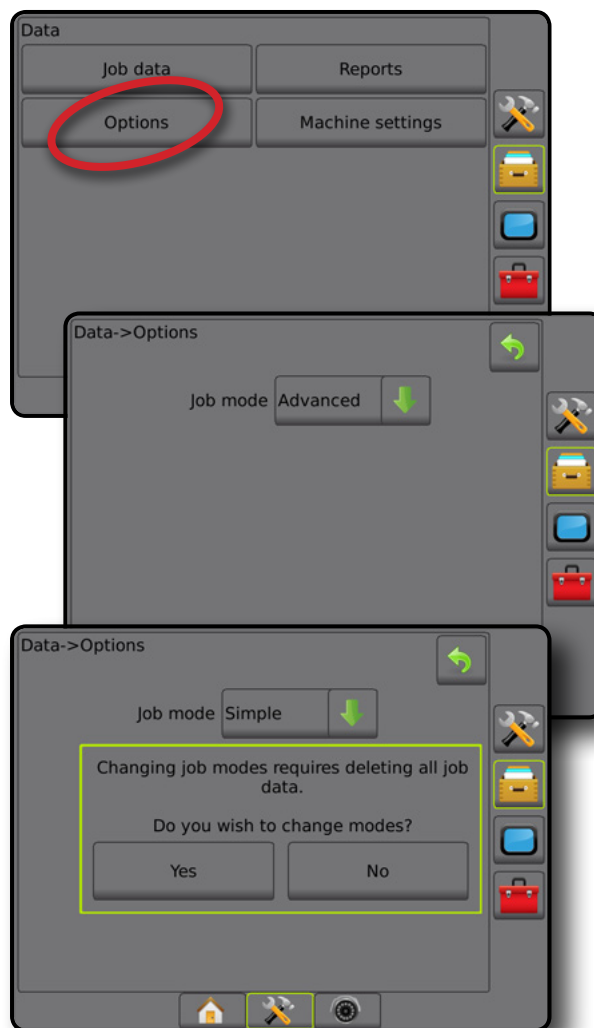 Data
Job data
Reports
Options
Machine settings
Data->Options
Job mode Advanced
Data->Options
Job mode Simple
Changing job modes requires deleting all job
data.
Do you wish to change modes?
Yes
No